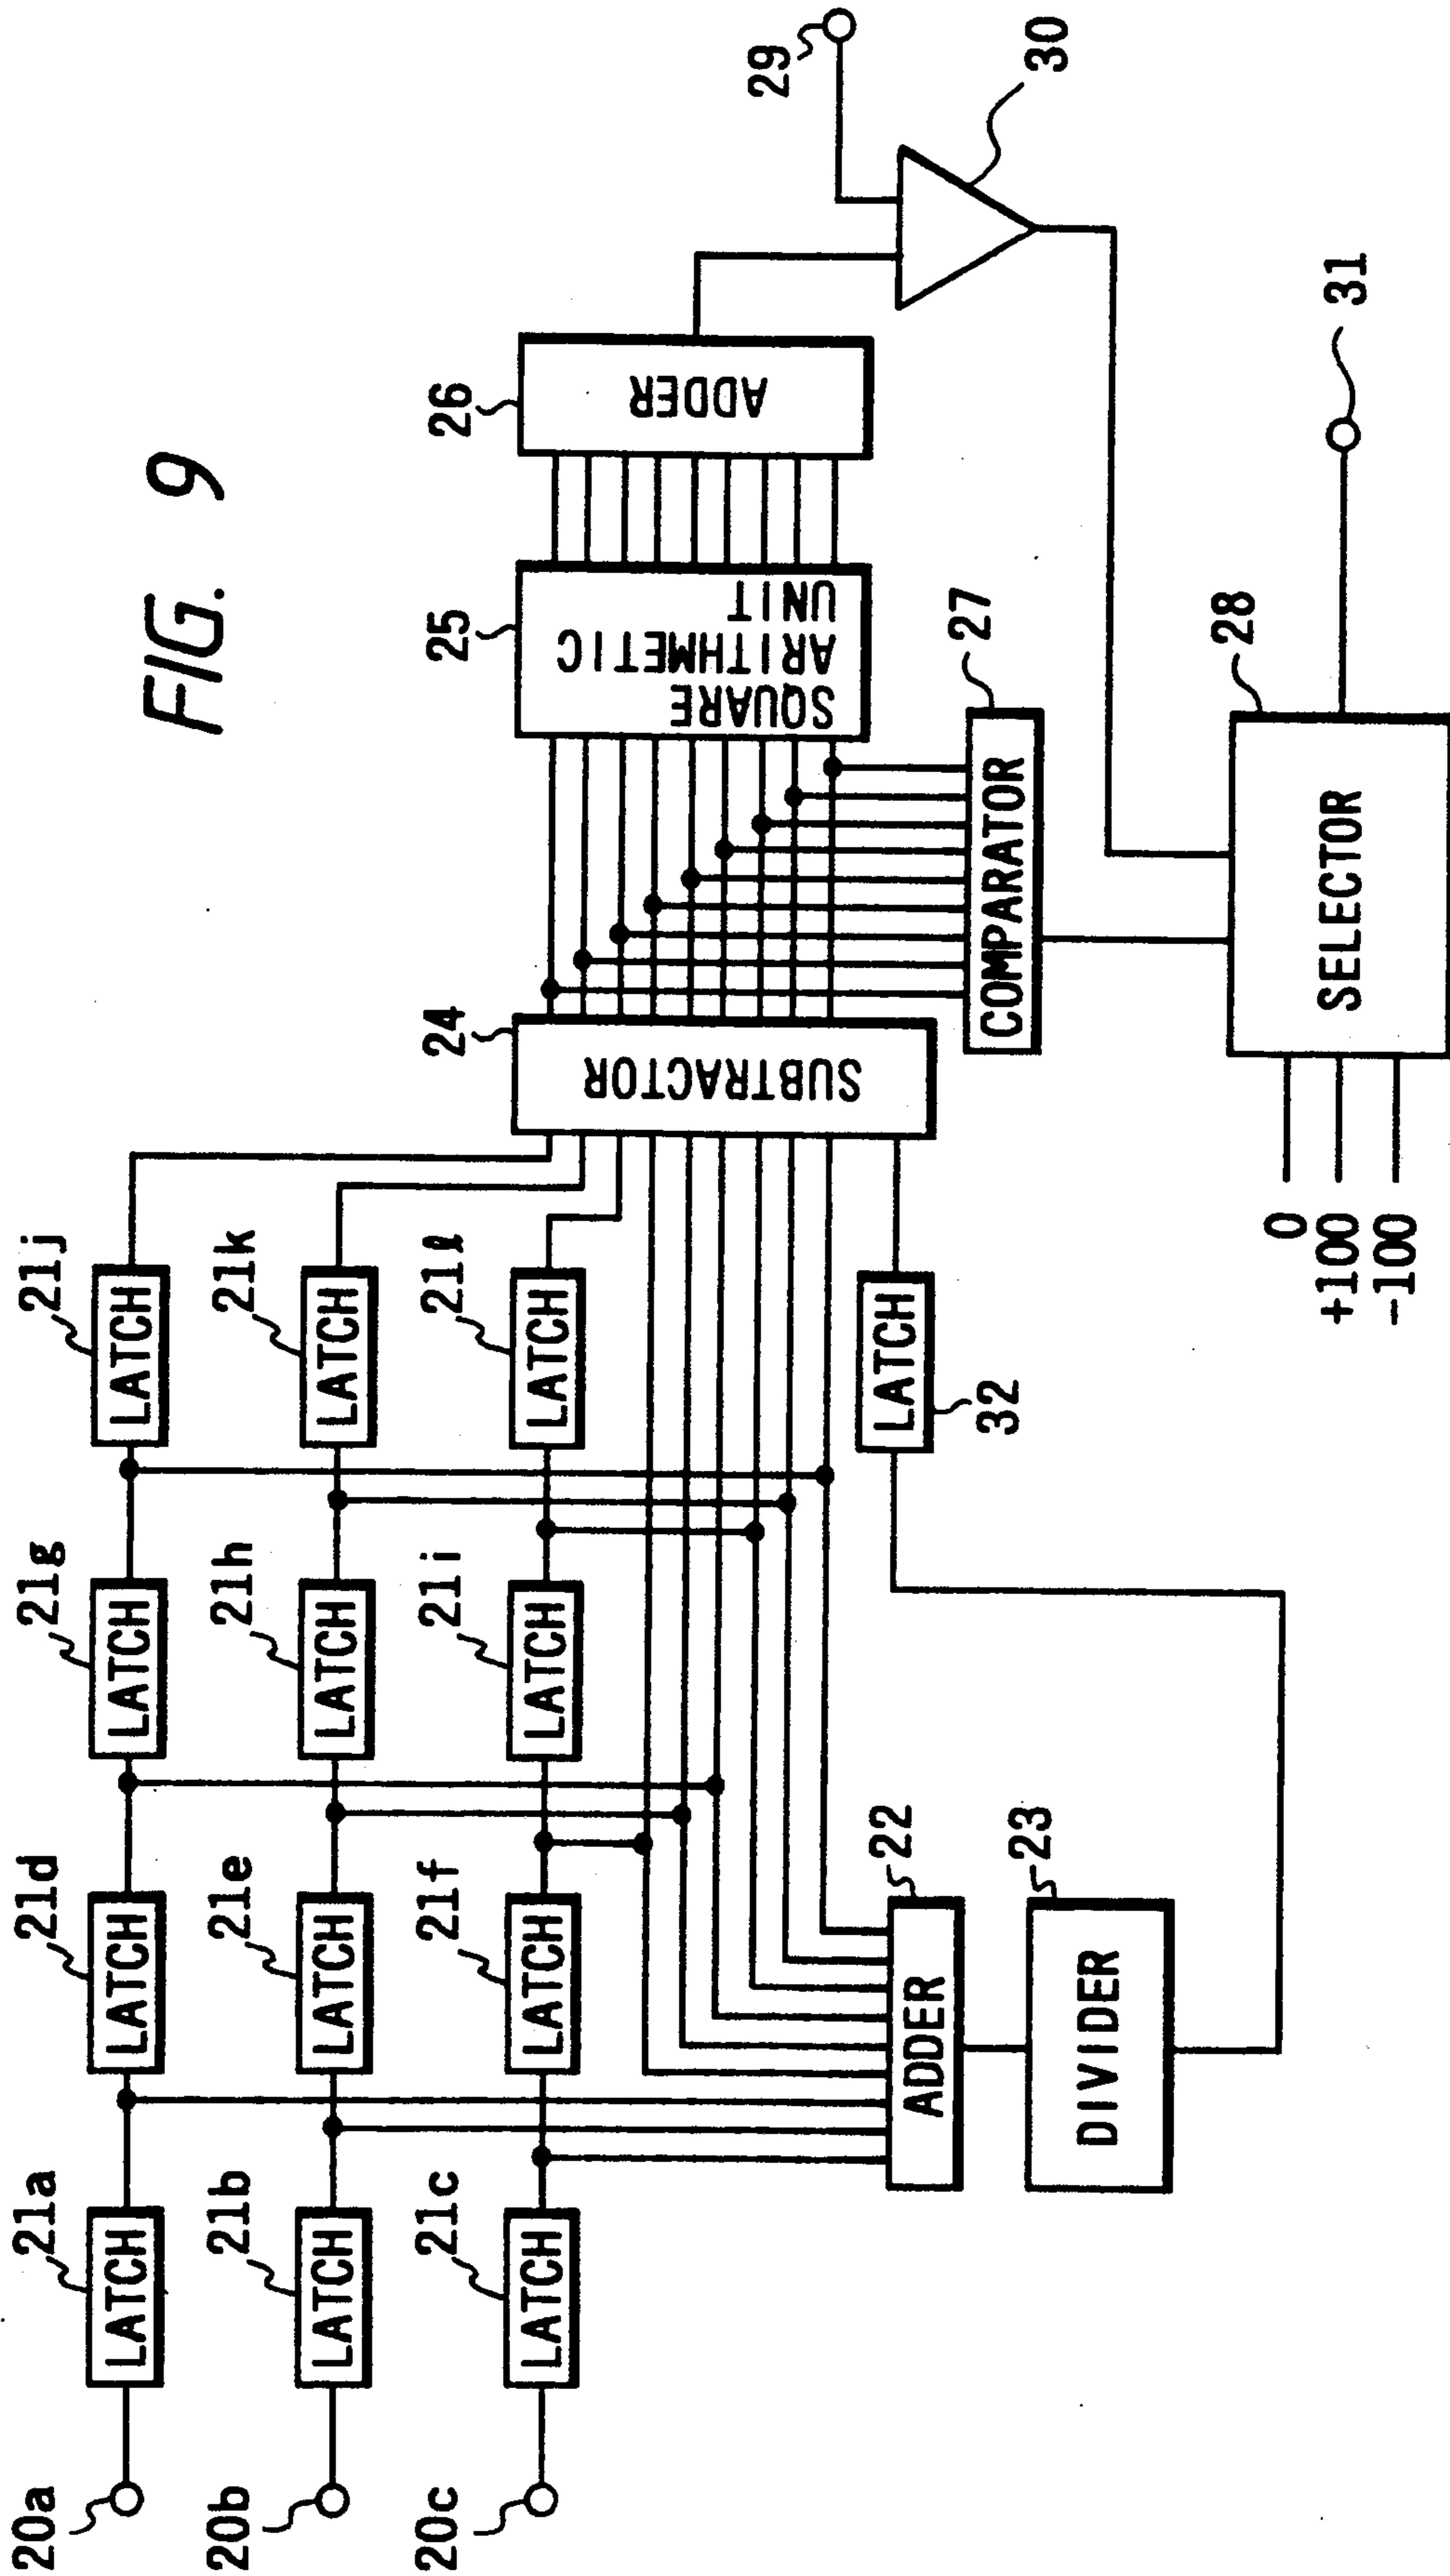 FIG. 9
20a
20b
20c
21a
LATCH
21b
LATCH
21c
LATCH
21d
LATCH
21e
LATCH
21f
LATCH
21g
LATCH
21h
LATCH
21i
LATCH
21j
LATCH
21k
LATCH
21ℓ
LATCH
22
ADDER
23
DIVIDER
LATCH
32
24
SUBTRACTOR
25
SQUARE
ARITHMETIC
UNIT
26
ADDER
27
COMPARATOR
28
SELECTOR
0
+100
-100
29
30
31